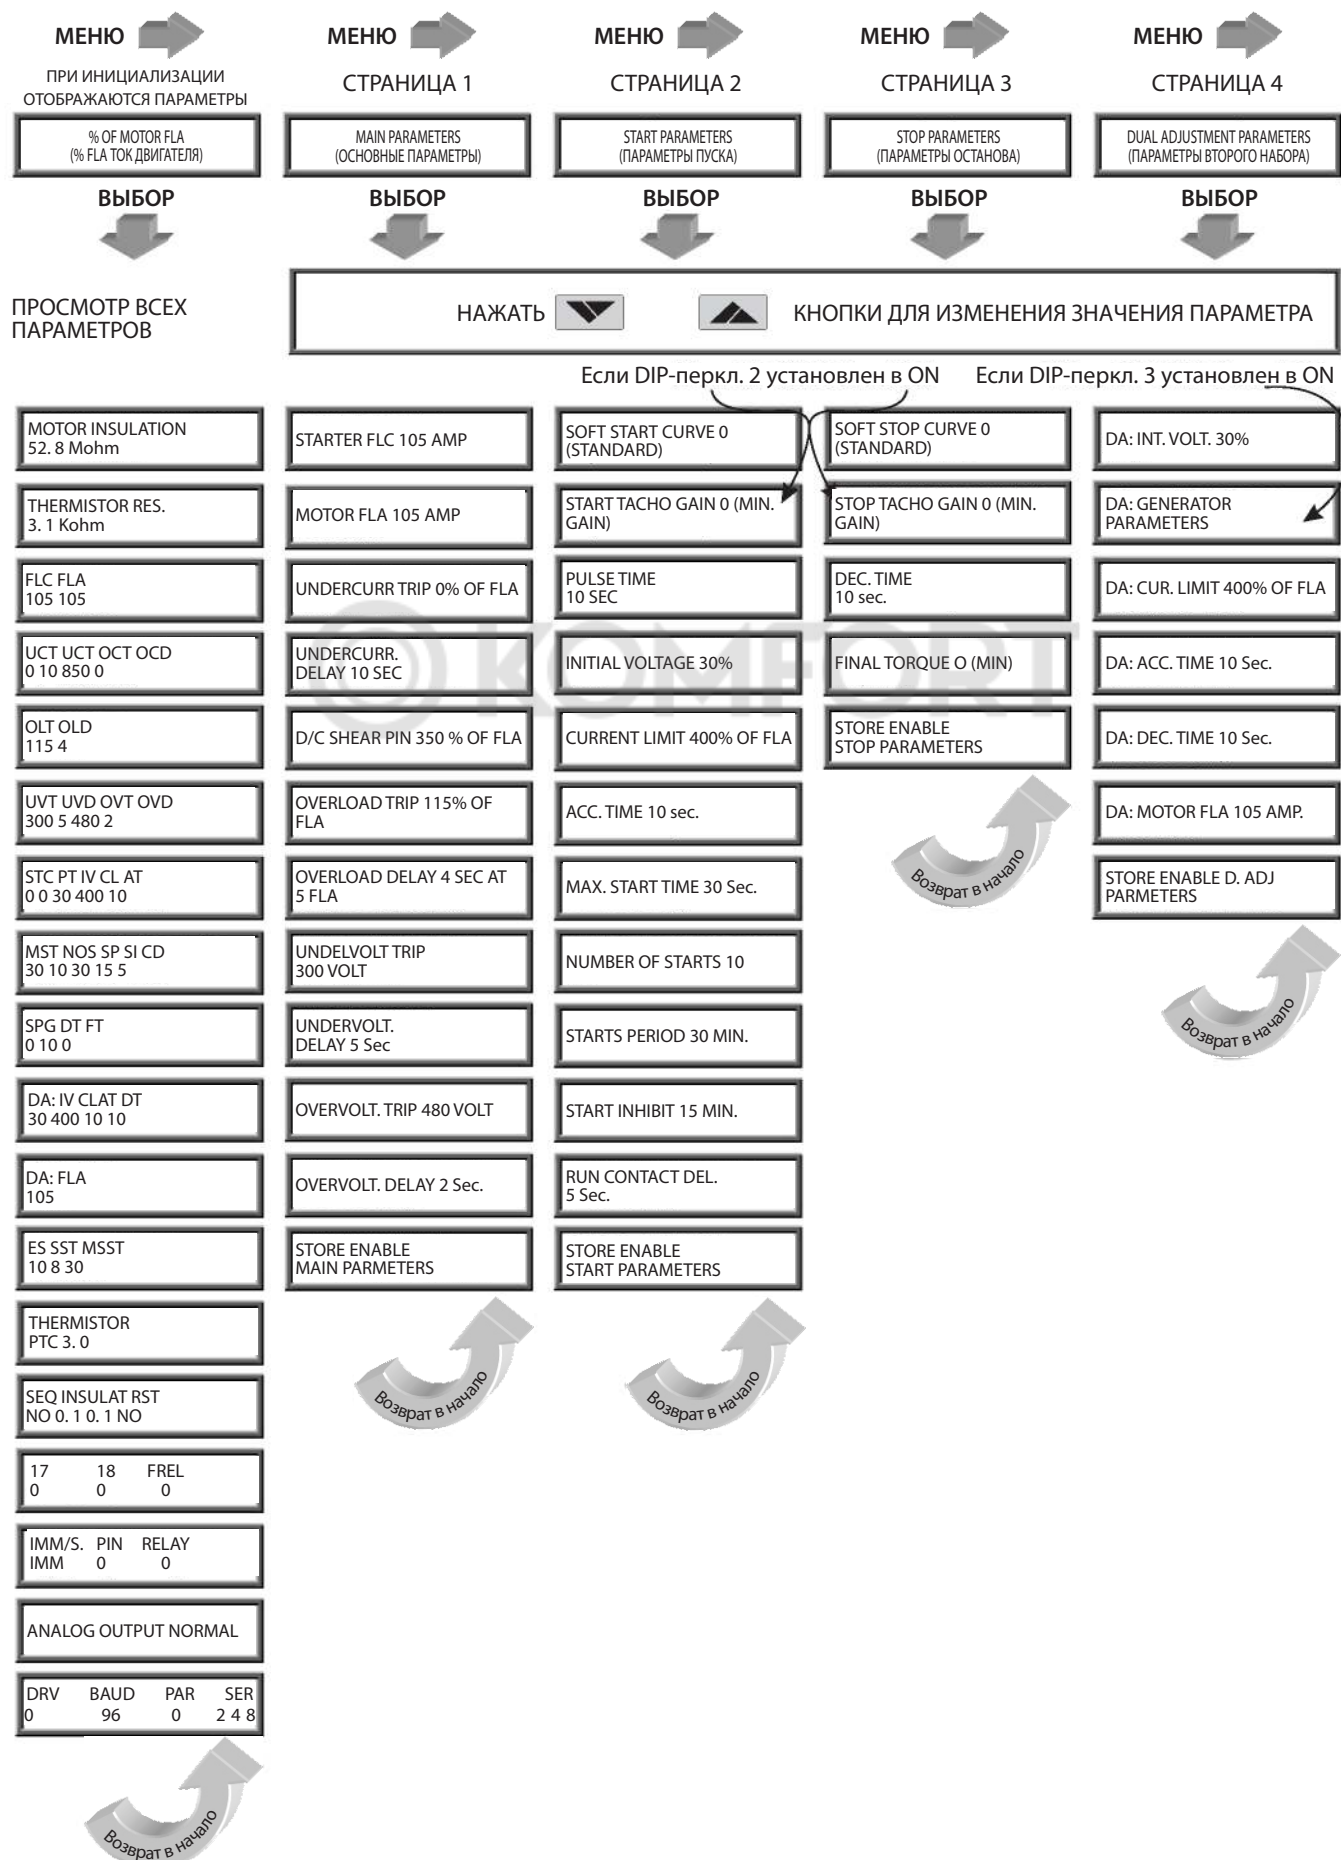 МЕНЮ
ПРИ ИНИЦИАЛИЗАЦИИ
ОТОБРАЖАЮТСЯ ПАРАМЕТРЫ
% OF MOTOR FLA
(% FLA ТОК ДВИГАТЕЛЯ)
ВЫБОР
ПРОСМОТР ВСЕХ
ПАРАМЕТРОВ
МЕНЮ
СТРАНИЦА 1
MAIN PARAMETERS
(ОСНОВНЫЕ ПАРАМЕТРЫ)
ВЫБОР
МЕНЮ
СТРАНИЦА 2
START PARAMETERS
(ПАРАМЕТРЫ ПУСКА)
ВЫБОР
МЕНЮ
СТРАНИЦА 3
STOP PARAMETERS
(ПАРАМЕТРЫ ОСТАНОВА)
ВЫБОР
МЕНЮ
СТРАНИЦА 4
DUAL ADJUSTMENT PARAMETERS
(ПАРАМЕТРЫ ВТОРОГО НАБОРА)
ВЫБОР
НАЖАТЬ КНОПКИ ДЛЯ ИЗМЕНЕНИЯ ЗНАЧЕНИЯ ПАРАМЕТРА
Если DIP-перкл. 2 установлен в ON
Если DIP-перкл. 3 установлен в ON
MOTOR INSULATION
52. 8 Mohm
THERMISTOR RES.
3. 1 Kohm
FLC FLA
105 105
UCT UCT OCT OCD
0 10 850 0
OLT OLD
115 4
UVT UVD OVT OVD
300 5 480 2
STC PT IV CL AT
0 0 30 400 10
MST NOS SP SI CD
30 10 30 15 5
SPG DT FT
0 10 0
DA: IV CLAT DT
30 400 10 10
DA: FLA
105
ES SST MSST
10 8 30
THERMISTOR
PTC 3. 0
SEQ INSULAT RST
NO 0. 1 0. 1 NO
17 18 FREL
0 0 0
IMM/S. PIN RELAY
IMM 0 0
ANALOG OUTPUT NORMAL
DRV BAUD PAR SER
0 96 0 2 4 8
Возврат в начало
STARTER FLC 105 AMP
MOTOR FLA 105 AMP
UNDERCURR TRIP 0% OF FLA
UNDERCURR.
DELAY 10 SEC
D/C SHEAR PIN 350 % OF FLA
OVERLOAD TRIP 115% OF
FLA
OVERLOAD DELAY 4 SEC AT
5 FLA
UNDELVOLT TRIP
300 VOLT
UNDERVOLT.
DELAY 5 Sec
OVERVOLT. TRIP 480 VOLT
OVERVOLT. DELAY 2 Sec.
STORE ENABLE
MAIN PARMETERS
Возврат в начало
SOFT START CURVE 0
(STANDARD)
START TACHO GAIN 0 (MIN.
GAIN)
PULSE TIME
10 SEC
INITIAL VOLTAGE 30%
CURRENT LIMIT 400% OF FLA
ACC. TIME 10 sec.
MAX. START TIME 30 Sec.
NUMBER OF STARTS 10
STARTS PERIOD 30 MIN.
START INHIBIT 15 MIN.
RUN CONTACT DEL.
5 Sec.
STORE ENABLE
START PARAMETERS
Возврат в начало
SOFT STOP CURVE 0
(STANDARD)
STOP TACHO GAIN 0 (MIN.
GAIN)
DEC. TIME
10 sec.
FINAL TORQUE O (MIN)
STORE ENABLE
STOP PARAMETERS
Возврат в начало
DA: INT. VOLT. 30%
DA: GENERATOR
PARAMETERS
DA: CUR. LIMIT 400% OF FLA
DA: ACC. TIME 10 Sec.
DA: DEC. TIME 10 Sec.
DA: MOTOR FLA 105 AMP.
STORE ENABLE D. ADJ
PARMETERS
Возврат в начало
KOMFORT